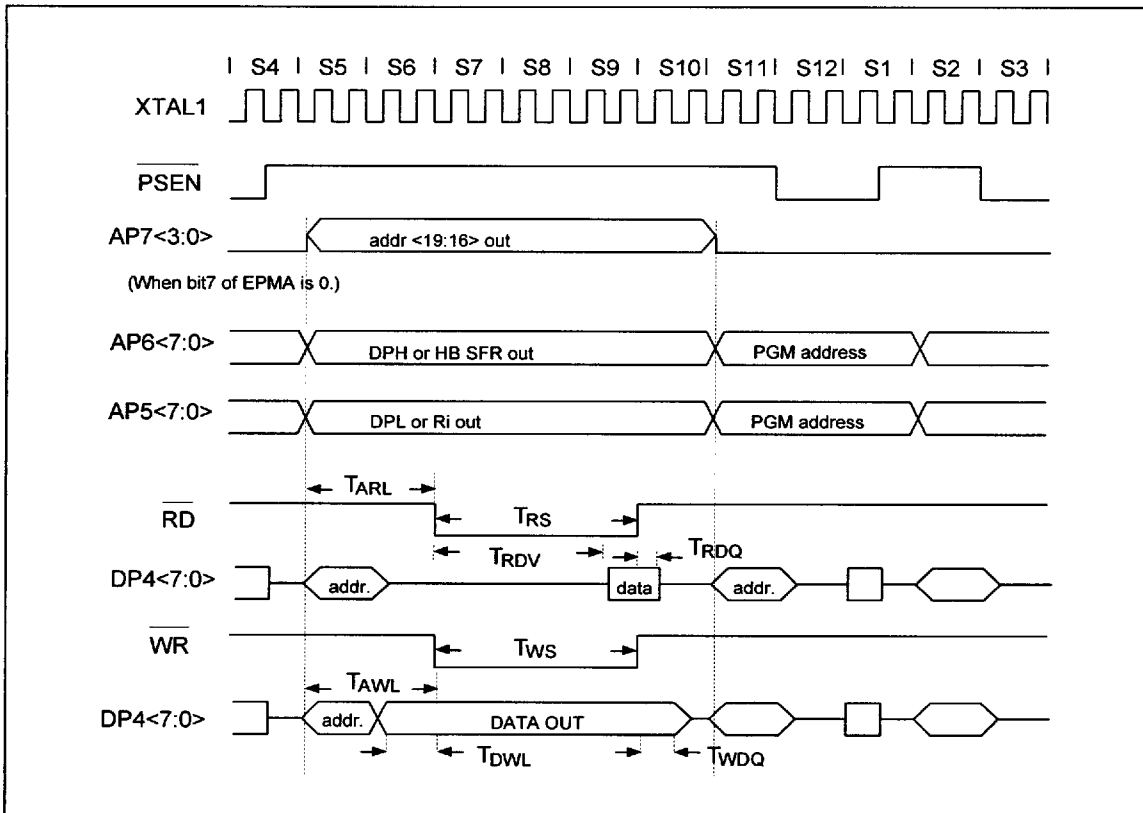 S4 S5 S6 S7 S8 S9 S10 S11 S12 S1 S2 S3
XTAL1
PSEN
AP7<3:0> addr <19:16> out
(When bit7 of EPMA is 0.)
AP6<7:0> DPH or HB SFR out PGM address
AP5<7:0> DPL or Ri out PGM address
TARL
RD TRS
TRDV TRDQ
DP4<7:0> addr. data addr.
WR TWS
TAWL
DP4<7:0> addr. DATA OUT
TDWL TWDQ